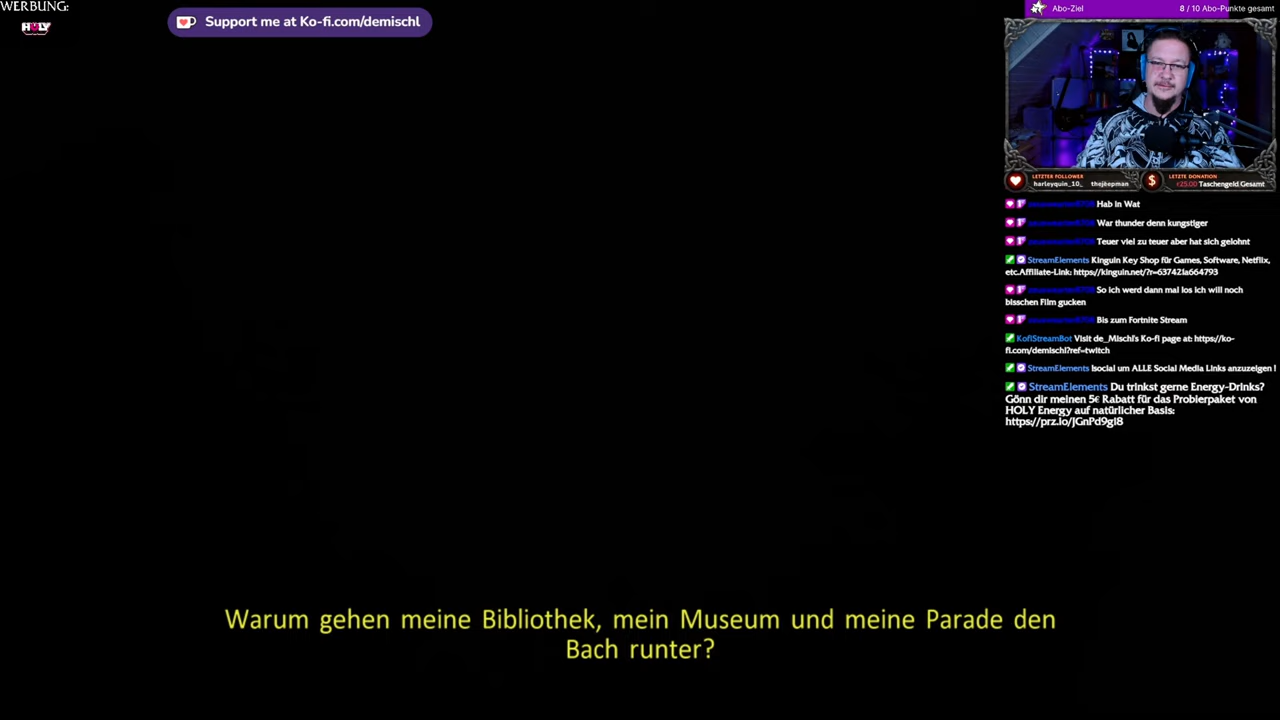 WERBUNG:
HOLY
Support me at Ko-fi.com/demischl
Abo-Ziel
8 / 10 Abo-Punkte gesamt
LETZTER FOLLOWER
harleyquin_10_ thejeepman
LETZTE DONATION
€25.00 Taschengeld Gesamt
Hab in Wat
War thunder denn kungstiger
Teuer viel zu teuer aber hat sich gelohnt
StreamElements Kinguin Key Shop für Games, Software, Netflix,
etc.Affiliate-Link: https://kinguin.net/?r=637421a664793
So ich werd dann mal los ich will noch
bisschen Film gucken
Bis zum Fortnite Stream
KofiStreamBot Visit de_Mischl's Ko-fi page at: https://ko-
fi.com/demischl?ref=twitch
StreamElements !social um ALLE Social Media Links anzuzeigen !
StreamElements Du trinkst gerne Energy-Drinks?
Gönn dir meinen 5€ Rabatt für das Probierpaket von
HOLY Energy auf natürlicher Basis:
Warum gehen meine Bibliothek, mein Museum und meine Parade den
Bach runter?